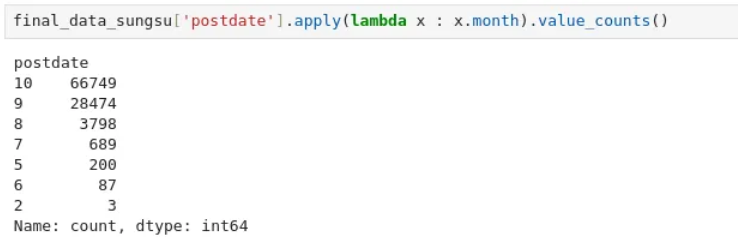 final_data_sungsu['postdate'].apply(lambda x : x.month).value_counts()
postdate
10    66749
9     28474
8      3798
7       689
5       200
6        87
2         3
Name: count, dtype: int64